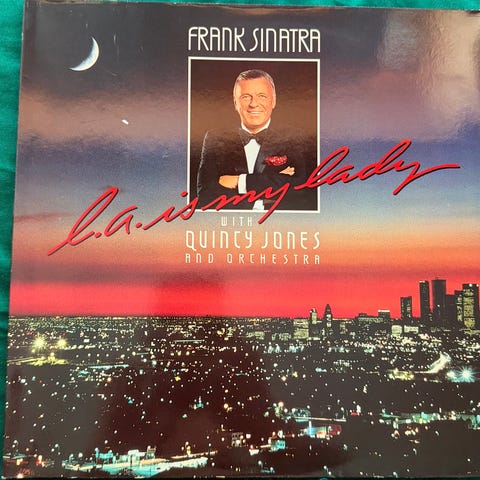 FRANK SINATRA
L.A. is my lady
WITH
QUINCY JONES
AND ORCHESTRA